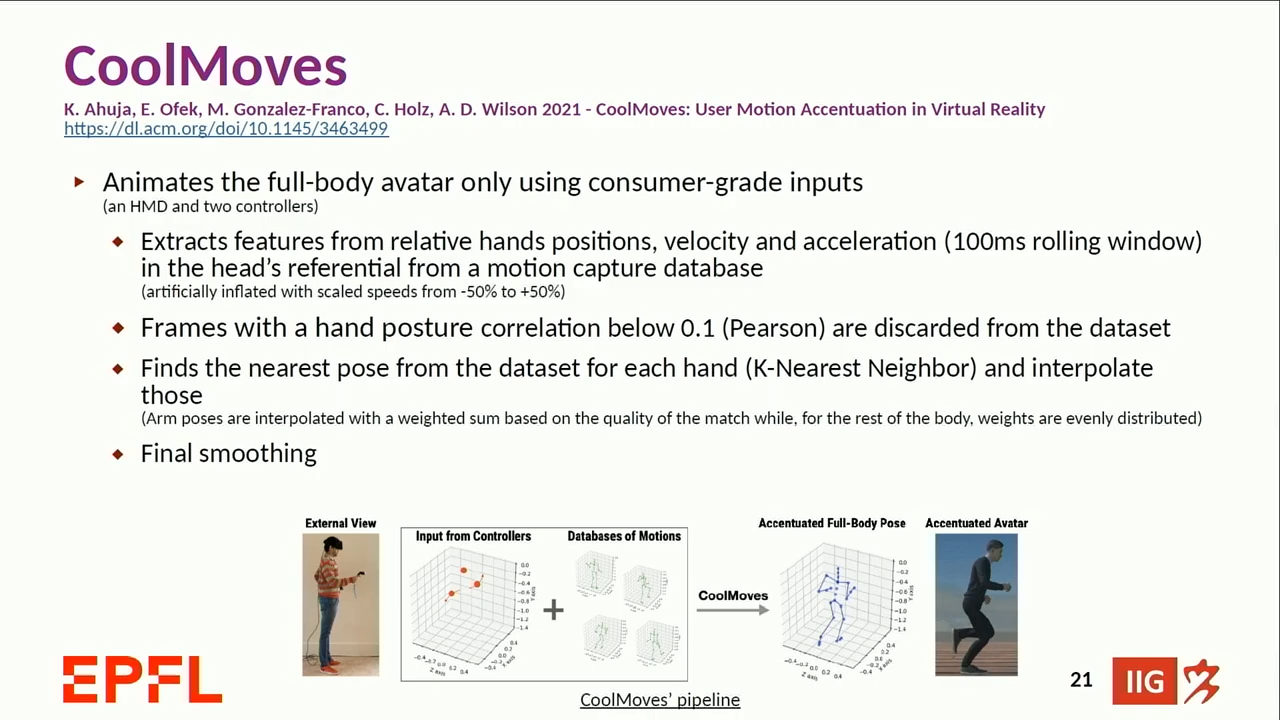 CoolMoves
K. Ahuja, E. Ofek, M. Gonzalez-Franco, C. Holz, A. D. Wilson 2021 - CoolMoves: User Motion Accentuation in Virtual Reality
https://dl.acm.org/doi/10.1145/3463499
Animates the full-body avatar only using consumer-grade inputs
(an HMD and two controllers)
Extracts features from relative hands positions, velocity and acceleration (100ms rolling window)
in the head's referential from a motion capture database
(artificially inflated with scaled speeds from -50% to +50%)
Frames with a hand posture correlation below 0.1 (Pearson) are discarded from the dataset
Finds the nearest pose from the dataset for each hand (K-Nearest Neighbor) and interpolate
those
(Arm poses are interpolated with a weighted sum based on the quality of the match while, for the rest of the body, weights are evenly distributed)
Final smoothing
External View
Input from Controllers
Databases of Motions
CoolMoves
Accentuated Full-Body Pose
Accentuated Avatar
CoolMoves' pipeline
EPFL
21
IIG